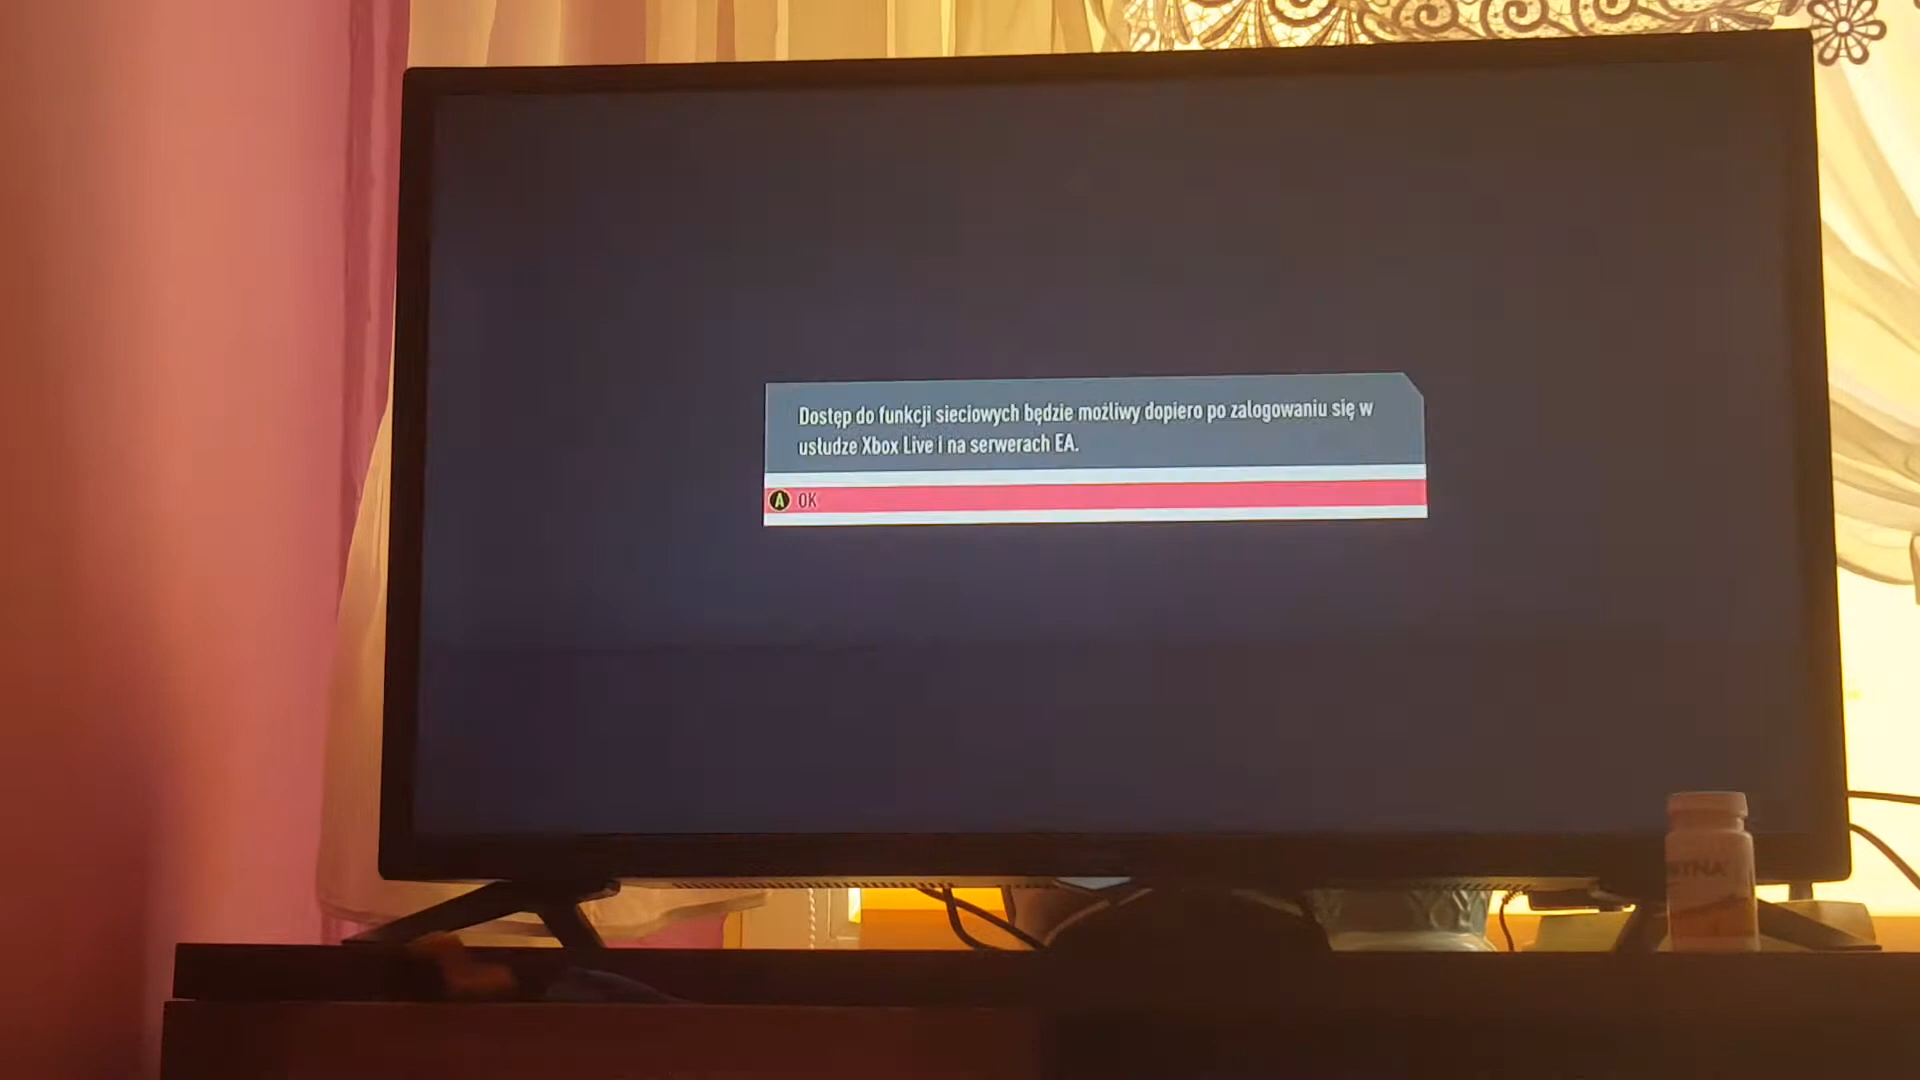 Dostęp do funkcji sieciowych będzie możliwy dopiero po zalogowaniu się w
usłudze Xbox Live i na serwerach EA.
A OK